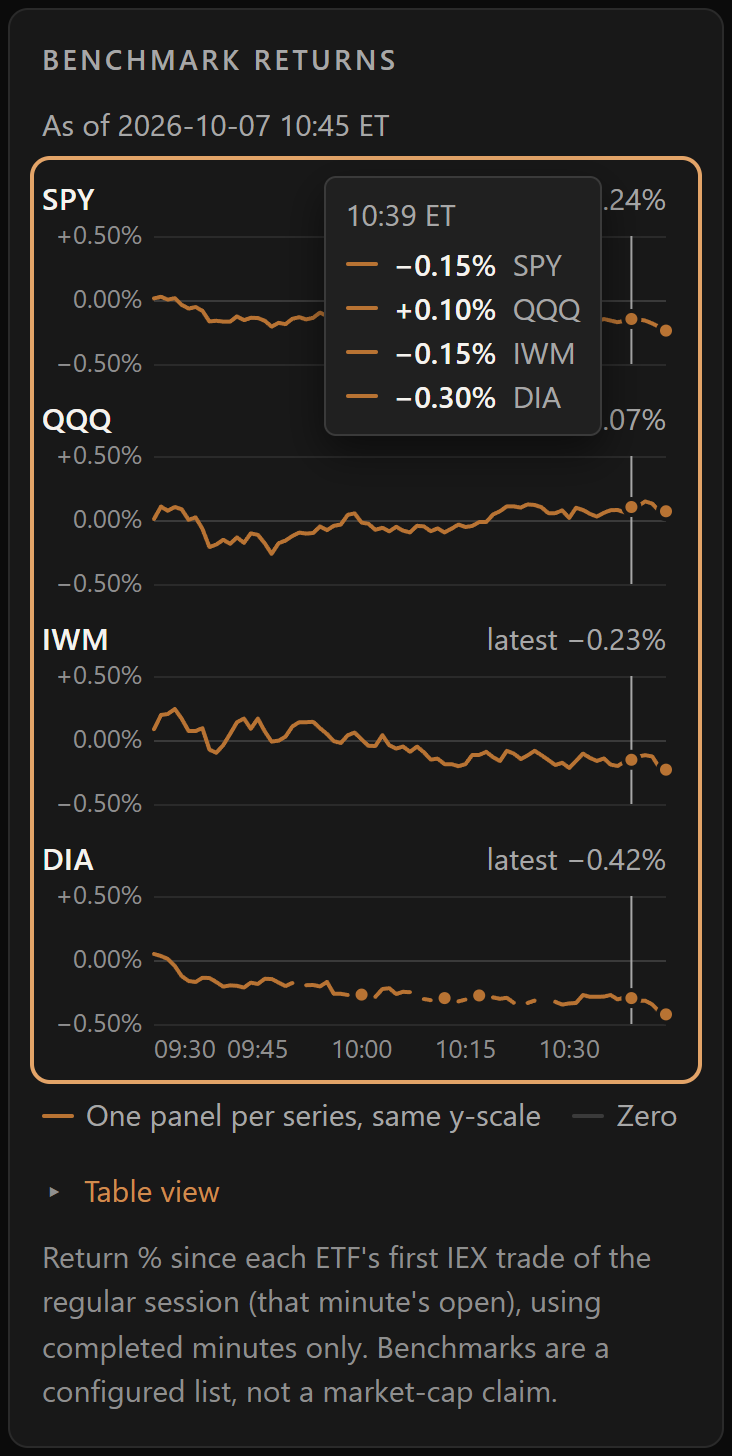 BENCHMARK RETURNS
As of 2026-10-07 10:45 ET
SPY
.24%
10:39 ET
−0.15% SPY
+0.10% QQQ
−0.15% IWM
−0.30% DIA
+0.50%
0.00%
−0.50%
QQQ
.07%
+0.50%
0.00%
−0.50%
IWM
latest −0.23%
+0.50%
0.00%
−0.50%
DIA
latest −0.42%
+0.50%
0.00%
−0.50%
09:30 09:45 10:00 10:15 10:30
One panel per series, same y-scale
Zero
Table view
Return % since each ETF's first IEX trade of the
regular session (that minute's open), using
completed minutes only. Benchmarks are a
configured list, not a market-cap claim.